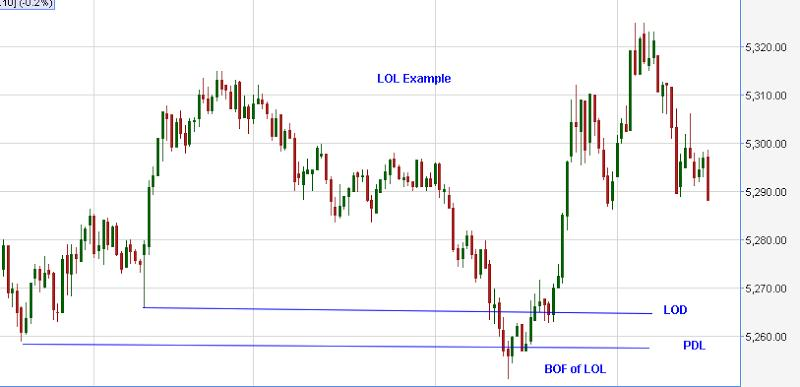 .10] (-0.2%)
LOL Example
5,320.00
5,310.00
5,300.00
5,290.00
5,280.00
5,270.00
LOD
5,260.00
PDL
BOF of LOL